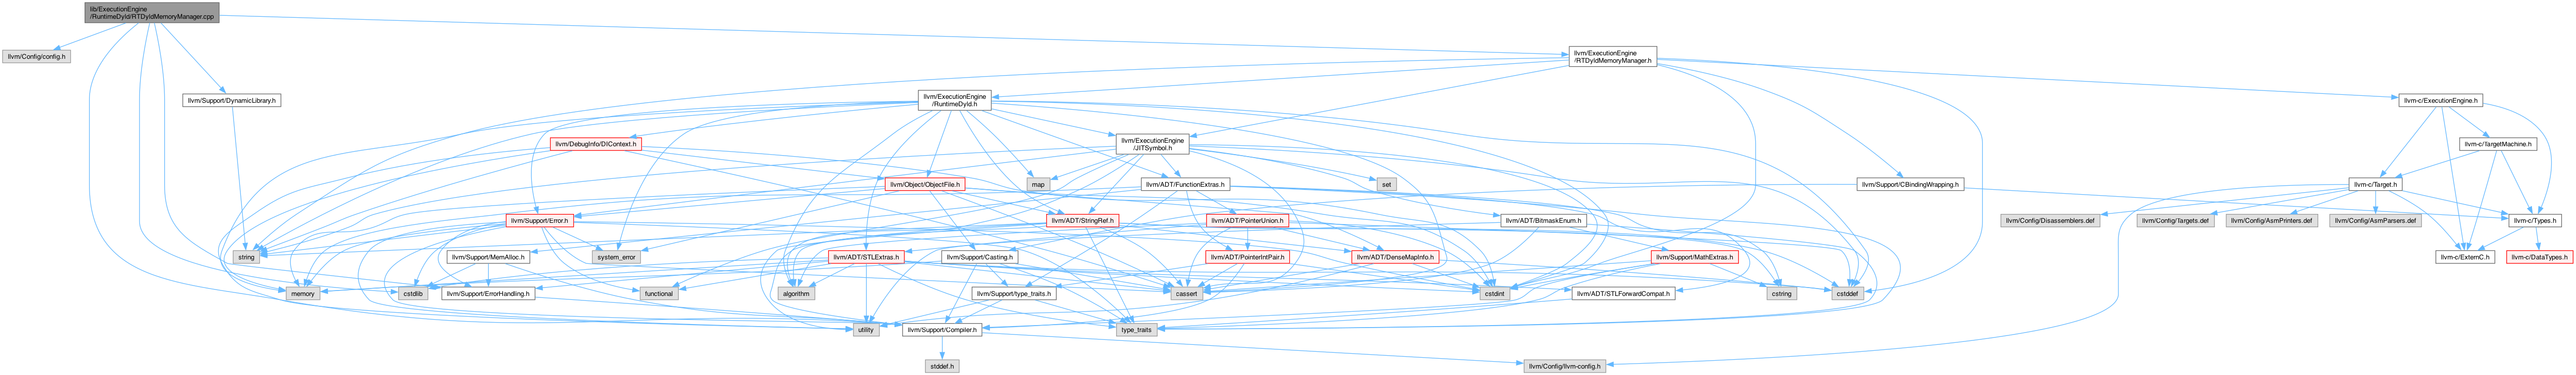 lib/ExecutionEngine
/RuntimeDyld/RTDyldMemoryManager.cpp
llvm/Config/config.h
llvm/ExecutionEngine
/RTDyldMemoryManager.h
llvm/Support/DynamicLibrary.h
llvm/ExecutionEngine
/RuntimeDyld.h
llvm-c/ExecutionEngine.h
llvm/DebugInfo/DIContext.h
llvm/ExecutionEngine
/JITSymbol.h
llvm-c/TargetMachine.h
llvm/Object/ObjectFile.h
map
llvm/ADT/FunctionExtras.h
set
llvm/Support/CBindingWrapping.h
llvm-c/Target.h
llvm/Support/Error.h
llvm/ADT/StringRef.h
llvm/ADT/PointerUnion.h
llvm/ADT/BitmaskEnum.h
llvm/Config/Disassemblers.def
llvm/Config/Targets.def
llvm/Config/AsmPrinters.def
llvm/Config/AsmParsers.def
llvm-c/Types.h
string
llvm/Support/MemAlloc.h
system_error
llvm/ADT/STLExtras.h
llvm/Support/Casting.h
llvm/ADT/PointerIntPair.h
llvm/ADT/DenseMapInfo.h
llvm/Support/MathExtras.h
llvm-c/ExternC.h
llvm-c/DataTypes.h
memory
cstdlib
llvm/Support/ErrorHandling.h
functional
algorithm
llvm/Support/type_traits.h
cassert
cstdint
llvm/ADT/STLForwardCompat.h
cstring
cstddef
utility
llvm/Support/Compiler.h
type_traits
stddef.h
llvm/Config/llvm-config.h